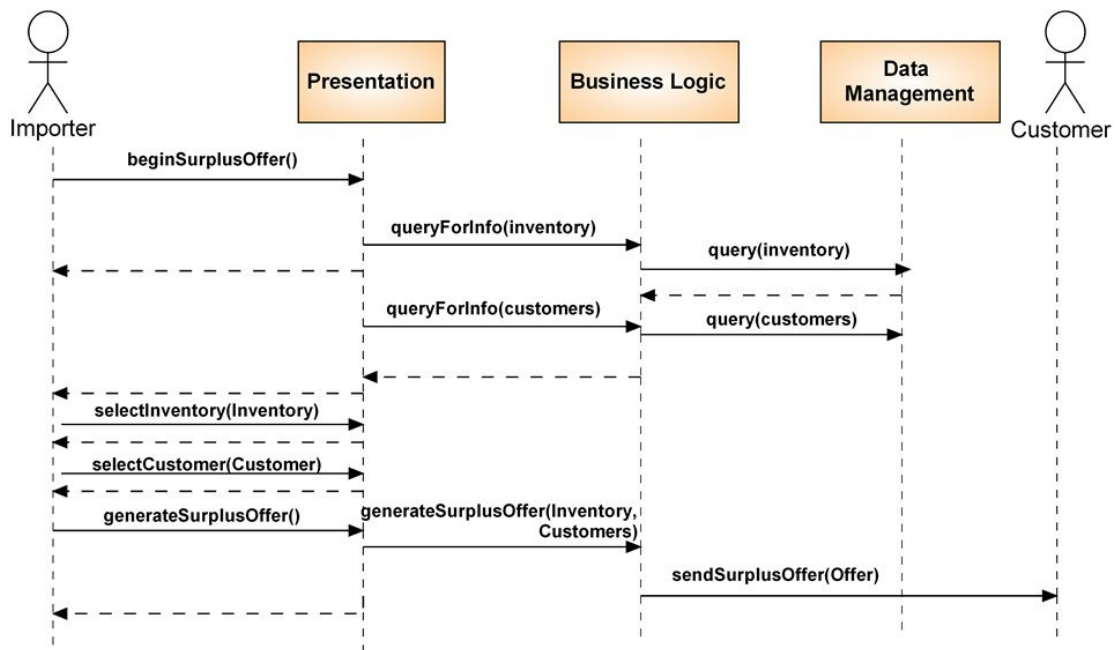 Presentation
Business Logic
Data
Management
Importer
Customer
beginSurplusOffer()
queryForInfo(inventory)
query(inventory)
queryForInfo(customers)
query(customers)
selectInventory(Inventory)
selectCustomer(Customer)
generateSurplusOffer()
generateSurplusOffer(Inventory,
Customers)
sendSurplusOffer(Offer)